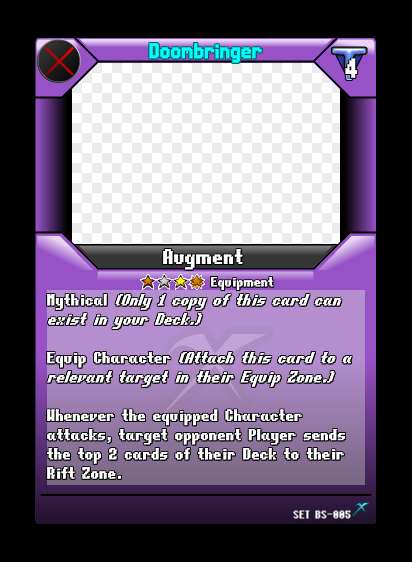 Doombringer
4
Augment
Equipment
Mythical (Only 1 copy of this card can
exist in your Deck.)
Equip Character (Attach this card to a
relevant target in their Equip Zone.)
Whenever the equipped Character
attacks, target opponent Player sends
the top 2 cards of their Deck to their
Rift Zone.
SET BS-005